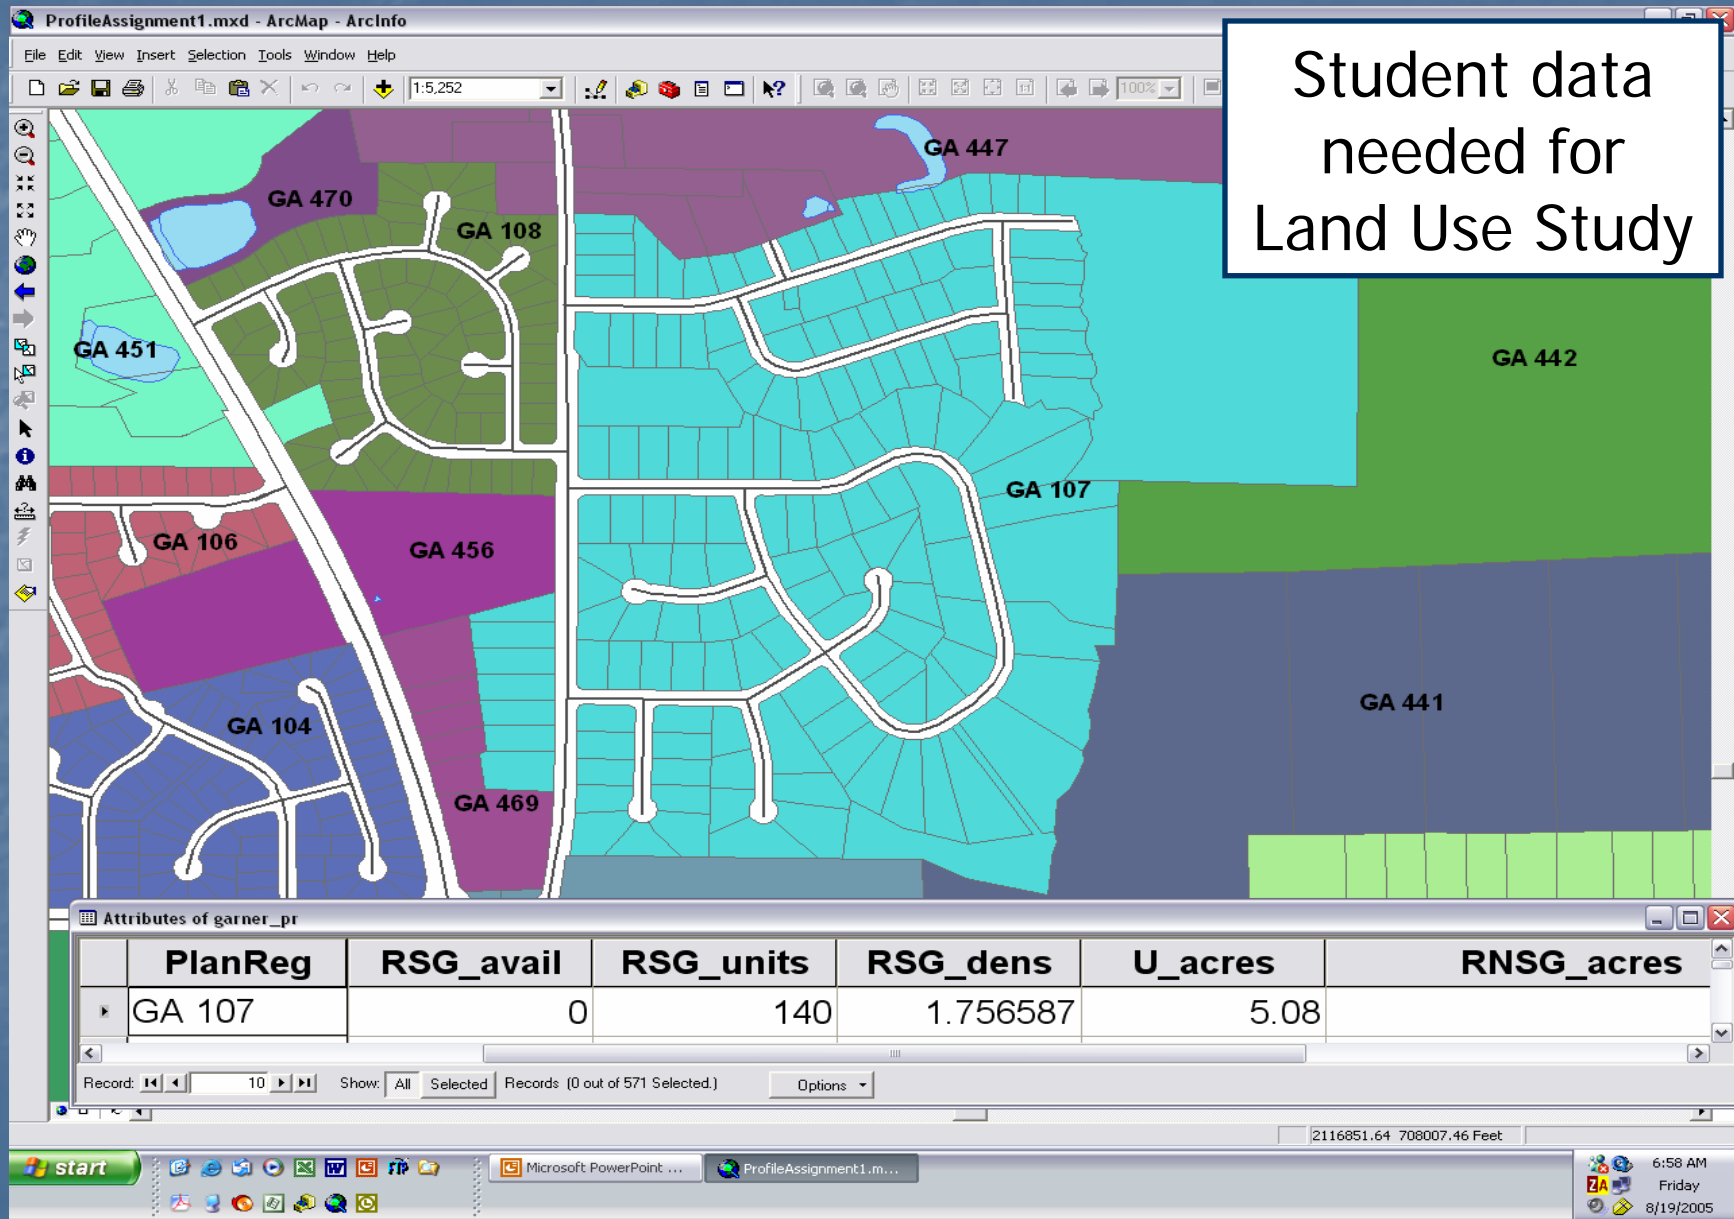 ProfileAssignment1.mxd - ArcMap - ArcInfo
File Edit View Insert Selection Tools Window Help
1:5,252
100%
Student data
needed for
Land Use Study
GA 447
GA 470
GA 108
GA 451
GA 442
GA 107
GA 106
GA 456
GA 441
GA 104
GA 469
Attributes of garner_pr
PlanReg RSG_avail RSG_units RSG_dens U_acres RNSG_acres
GA 107 0 140 1.756587 5.08
Record: 10 Show: All Selected Records (0 out of 571 Selected.) Options
2116851.64 708007.46 Feet
start Microsoft PowerPoint ... ProfileAssignment1.m... 6:58 AM
ZA Friday
8/19/2005